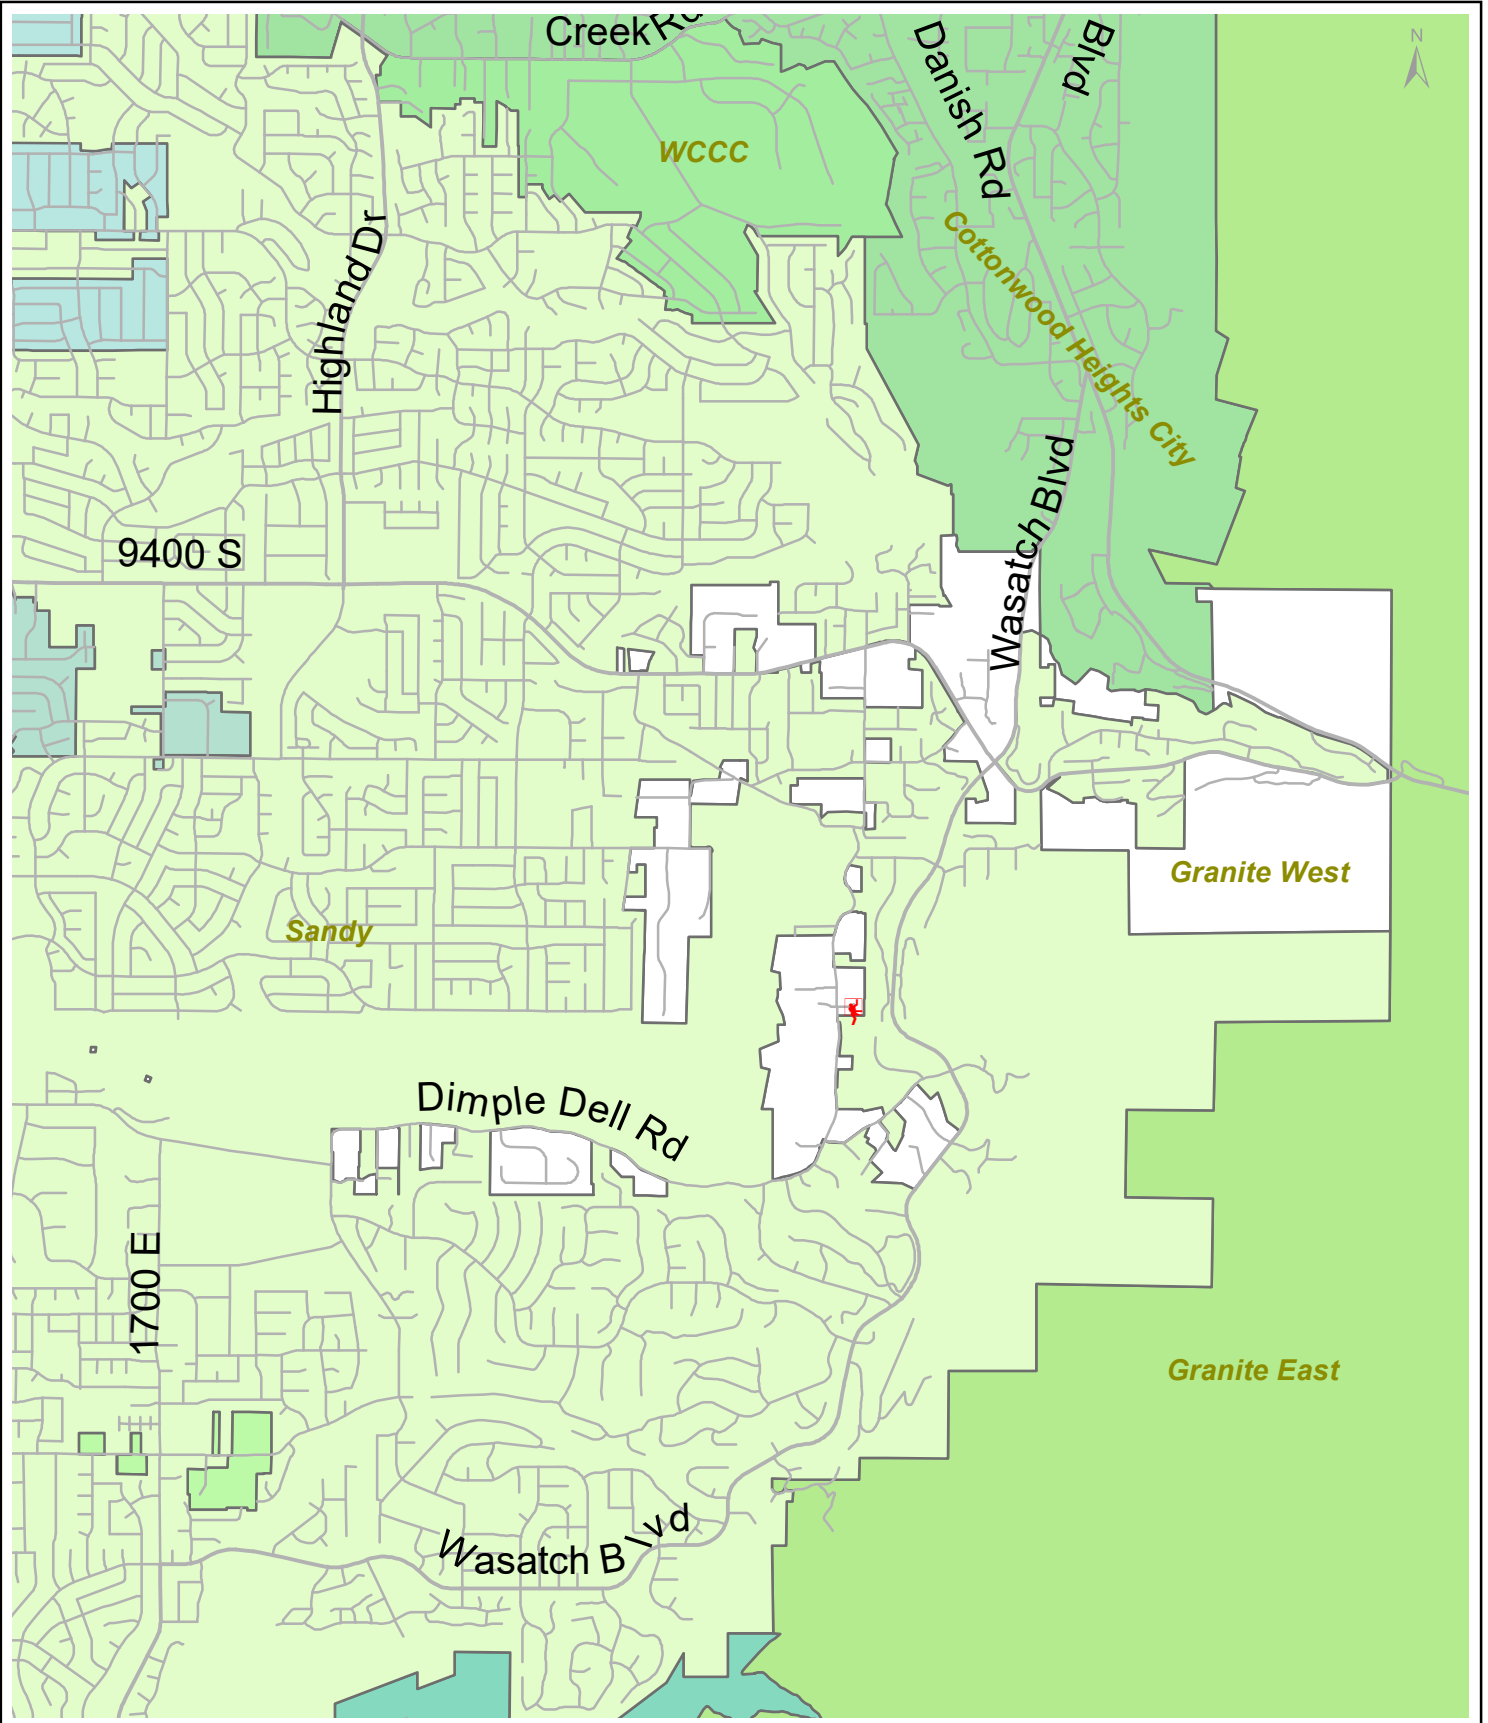 Creek Rd
Danish Rd
Blvd
N
WCCC
Cottonwood Heights City
Highland Dr
Wasatch Blvd
9400 S
Granite West
Sandy
Dimple Dell Rd
1700 E
Granite East
Wasatch Blvd